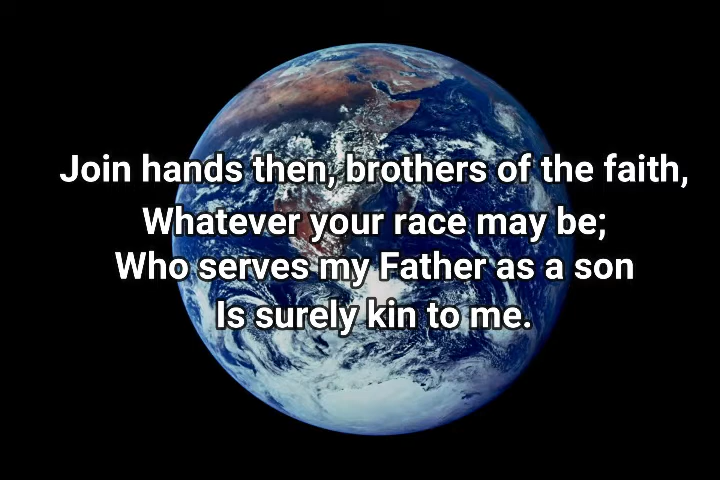 Join hands then, brothers of the faith,
Whatever your race may be;
Who serves my Father as a son
Is surely kin to me.